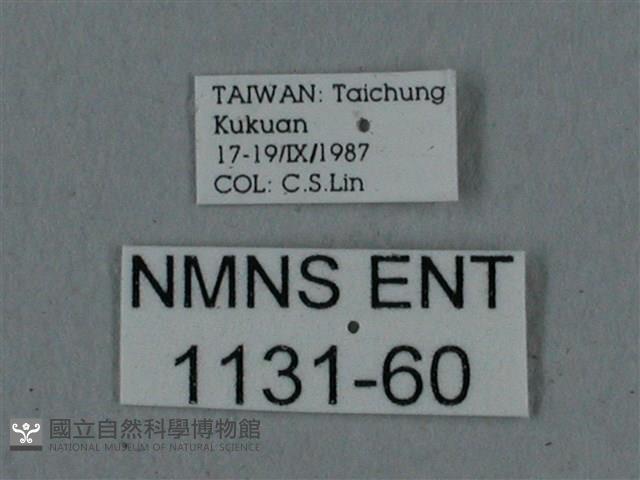 TAIWAN: Taichung
Kukuan
17-19/IX/1987
COL: C.S.Lin
NMNS ENT
1131-60
國立自然科學博物館
NATIONAL MUSEUM OF NATURAL SCIENCE